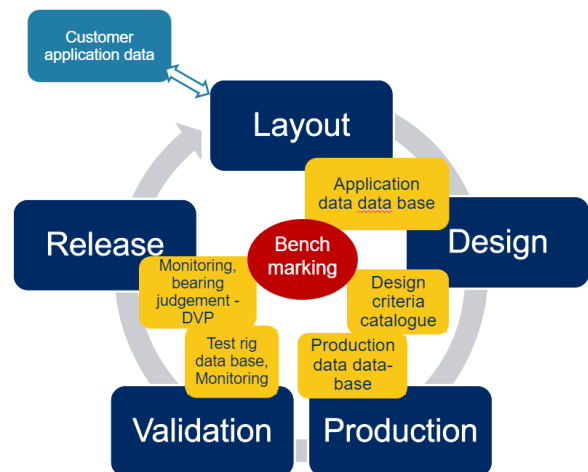 Customer
application data
Layout
Application
data data base
Release
Bench
marking
Design
Monitoring,
bearing
judgement -
DVP
Design
criteria
catalogue
Test rig
data base,
Monitoring
Production
data data-
base
Validation
Production